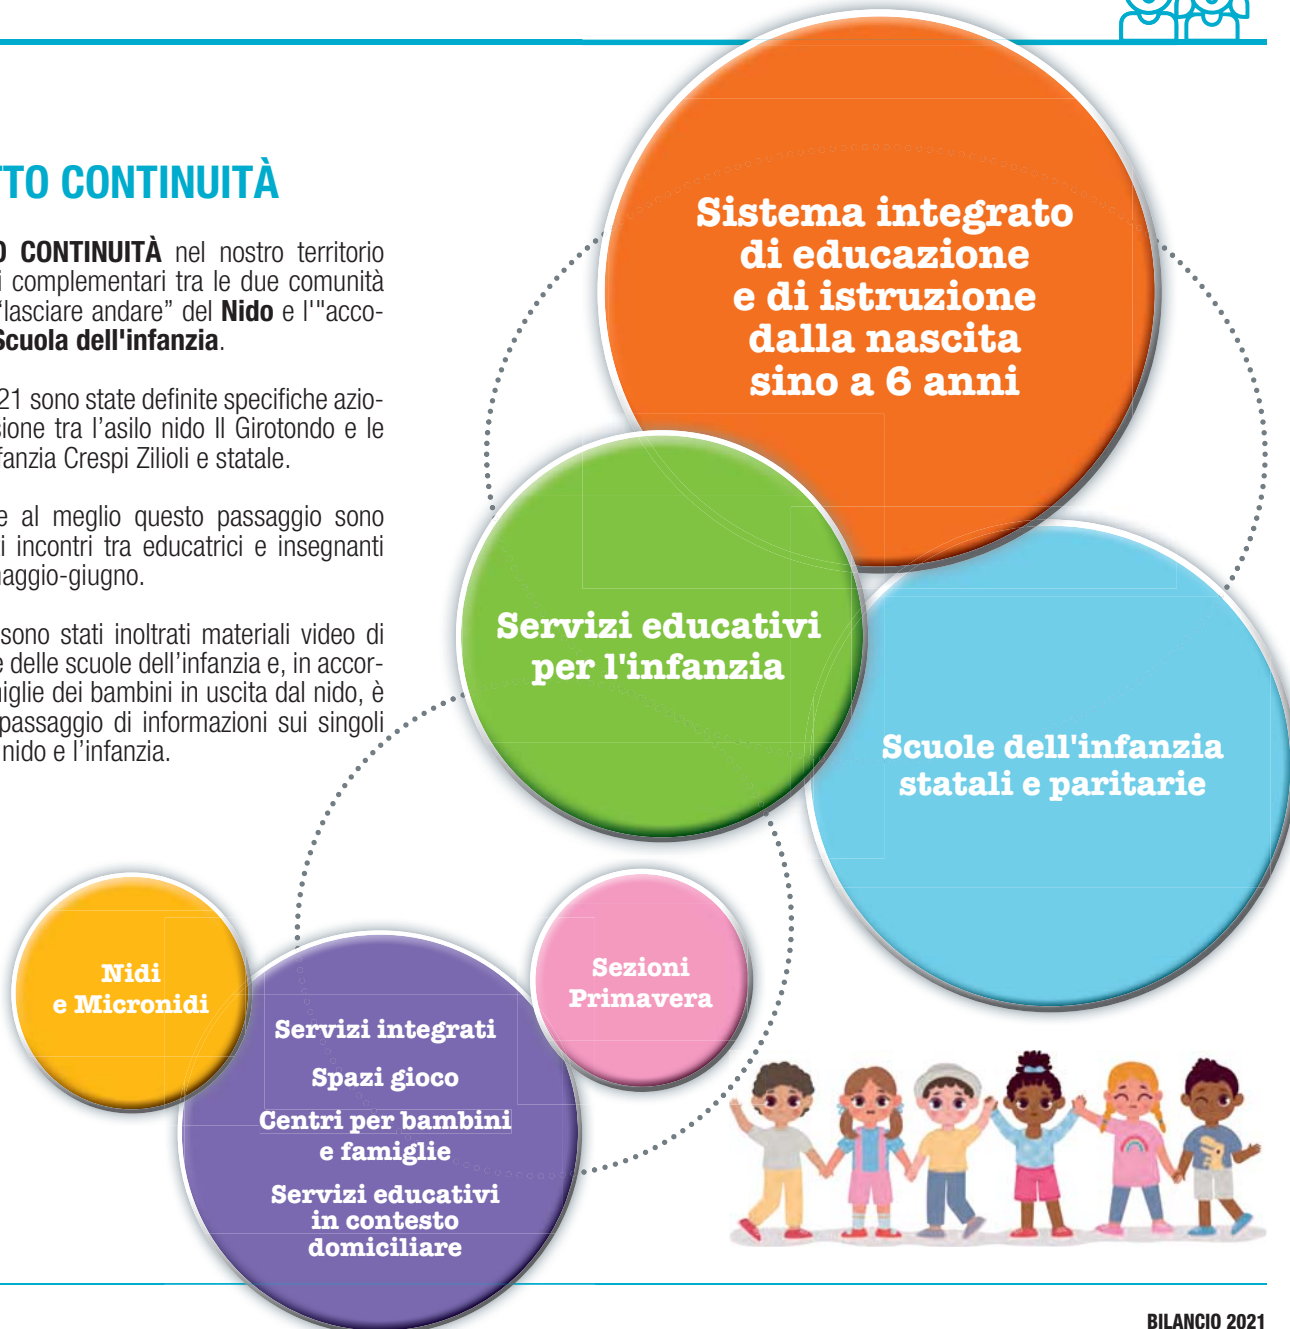 TTO CONTINUITÀ
O CONTINUITÀ nel nostro territorio
i complementari tra le due comunità
“lasciare andare” del Nido e l'"acco-
Scuola dell'infanzia.
21 sono state definite specifiche azio-
sione tra l’asilo nido Il Girotondo e le
fanzia Crespi Zilioli e statale.
e al meglio questo passaggio sono
i incontri tra educatrici e insegnanti
maggio-giugno.
sono stati inoltrati materiali video di
e delle scuole dell’infanzia e, in accor-
miglie dei bambini in uscita dal nido, è
passaggio di informazioni sui singoli
nido e l’infanzia.
Sistema integrato
di educazione
e di istruzione
dalla nascita
sino a 6 anni
Servizi educativi
per l'infanzia
Scuole dell'infanzia
statali e paritarie
Nidi
e Micronidi
Sezioni
Primavera
Servizi integrati
Spazi gioco
Centri per bambini
e famiglie
Servizi educativi
in contesto
domiciliare
BILANCIO 2021